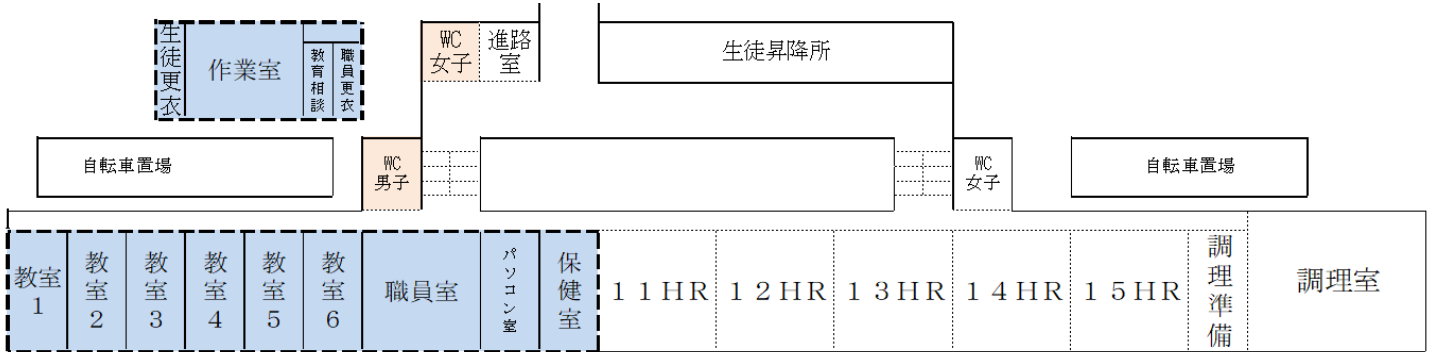 生徒更衣
作業室
教育相談
職員更衣
WC
女子
進路
室
生徒昇降所
自転車置場
WC
男子
WC
女子
自転車置場
教室
1
教室2
教室3
教室4
教室5
教室6
職員室
パソコン室
保健室
11HR
12HR
13HR
14HR
15HR
調理準備
調理室